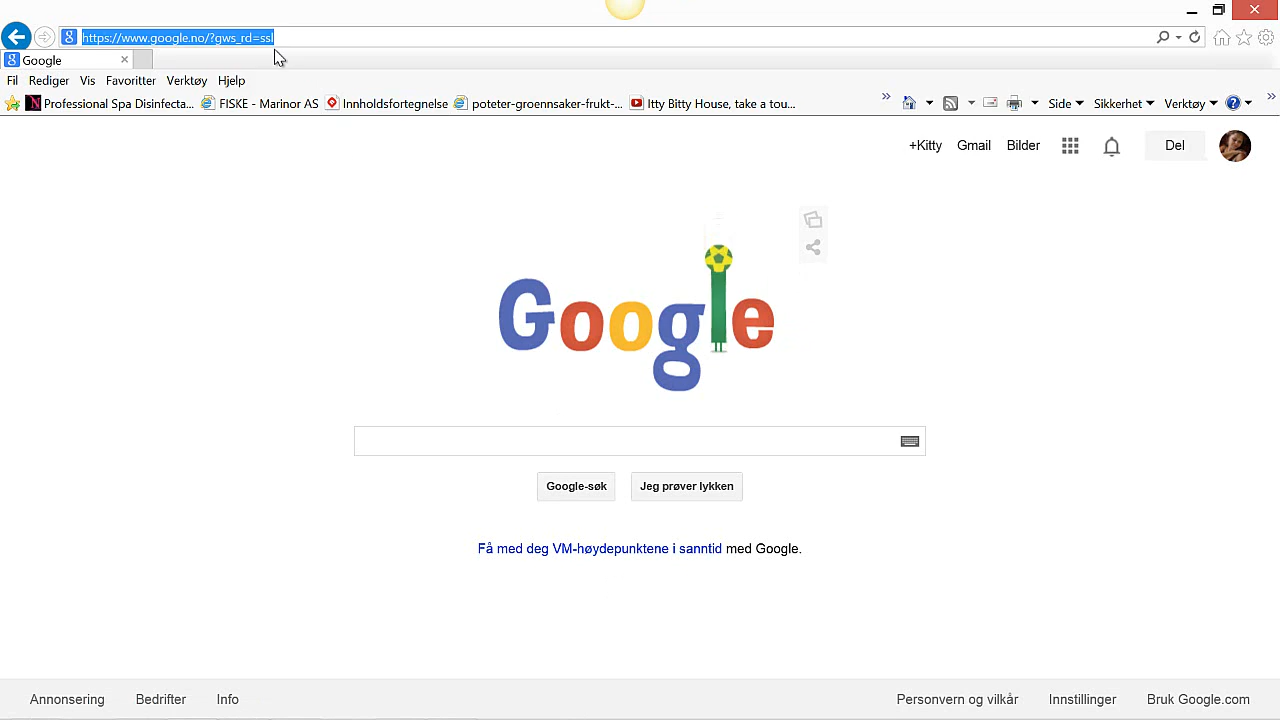 https://www.google.no/?gws_rd=ssl
Google
Fil Rediger Vis Favoritter Verktøy Hjelp
Professional Spa Disinfecta... FISKE - Marinor AS Innholdsfortegnelse poteter-groennsaker-frukt-... Itty Bitty House, take a tou... » Side Sikkerhet Verktøy »
+Kitty Gmail Bilder Del
Google
Google-søk Jeg prøver lykken
Få med deg VM-høydepunktene i sanntid med Google.
Annonsering Bedrifter Info Personvern og vilkår Innstillinger Bruk Google.com